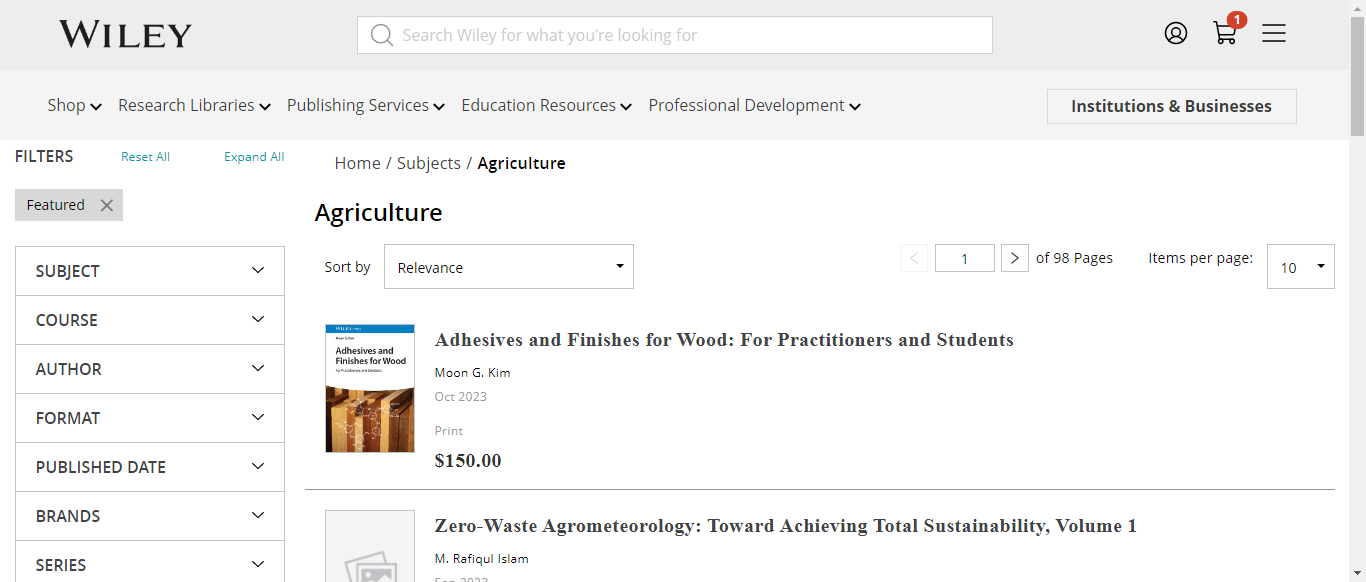 WILEY
Search Wiley for what you're looking for
1
Shop Research Libraries Publishing Services Education Resources Professional Development
Institutions & Businesses
FILTERS Reset All Expand All
Featured
SUBJECT
COURSE
AUTHOR
FORMAT
PUBLISHED DATE
BRANDS
SERIES
Home / Subjects / Agriculture
Agriculture
Sort by Relevance
1 of 98 Pages Items per page: 10
WILEY
Moon G. Kim
Adhesives and
Finishes for Wood
For Practitioners and Students
Adhesives and Finishes for Wood: For Practitioners and Students
Moon G. Kim
Oct 2023
Print
$150.00
Zero-Waste Agrometeorology: Toward Achieving Total Sustainability, Volume 1
M. Rafiqul Islam